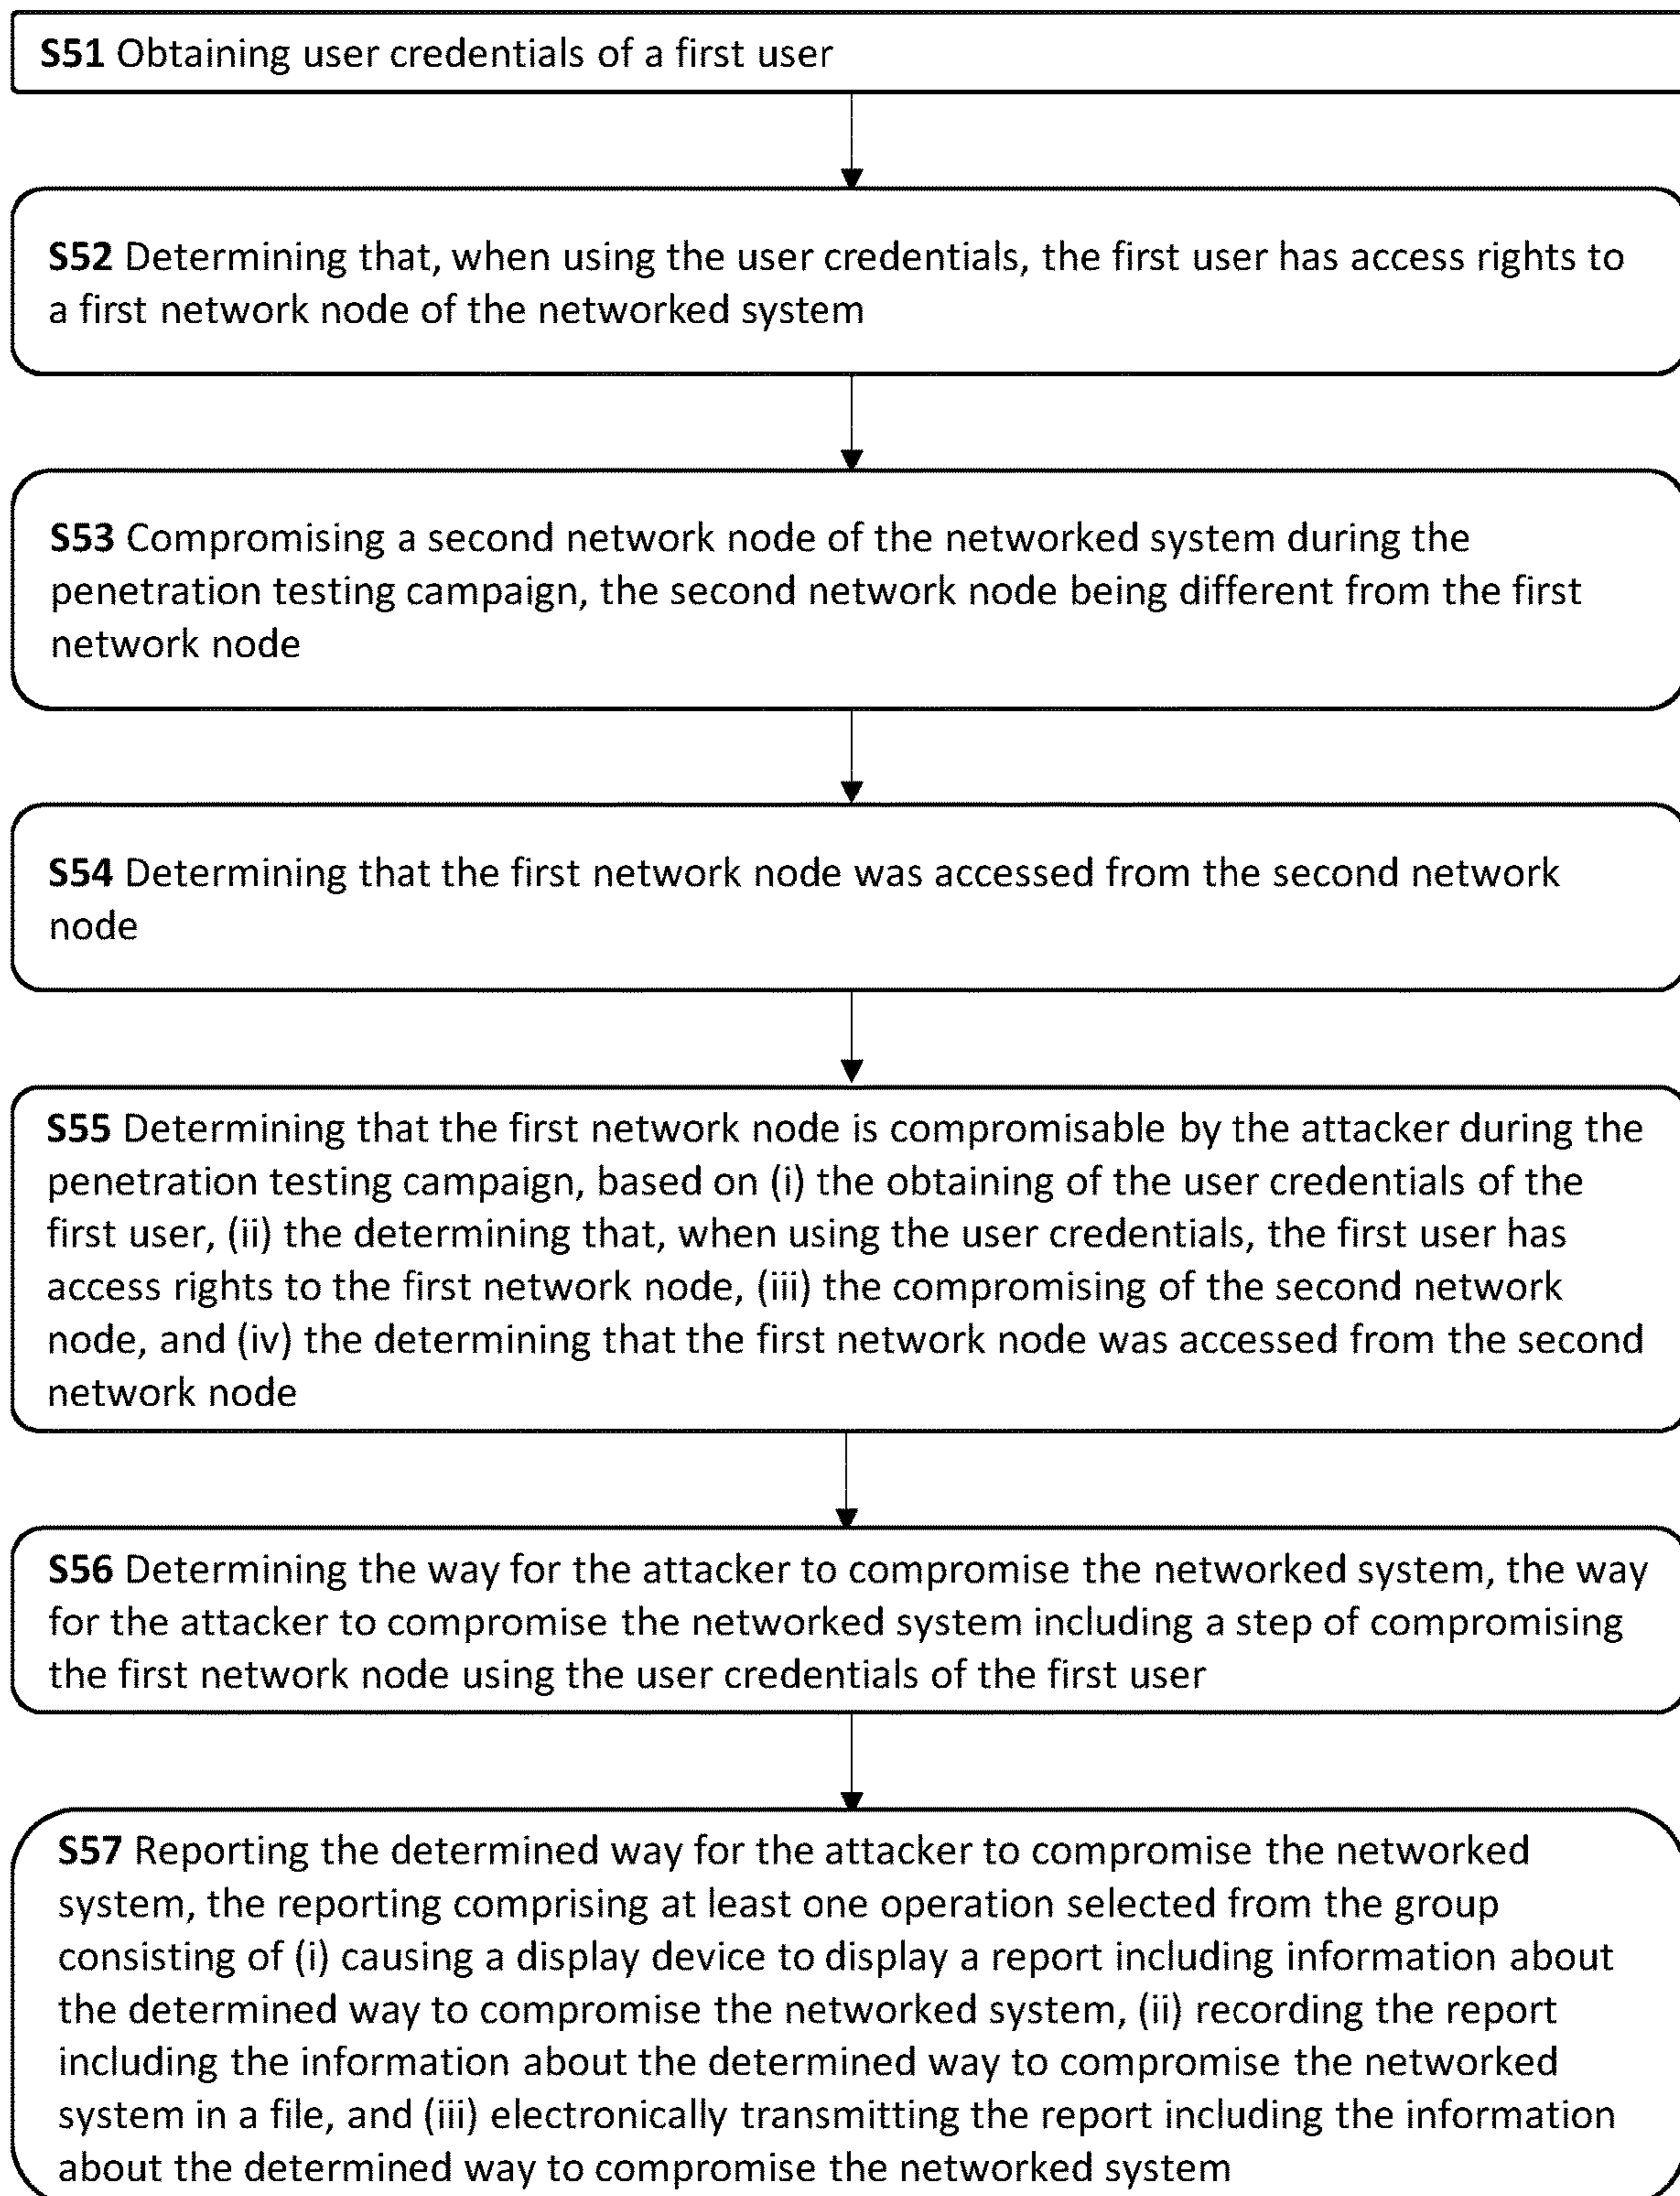 S51 Obtaining user credentials of a first user
S52 Determining that, when using the user credentials, the first user has access rights to
a first network node of the networked system
S53 Compromising a second network node of the networked system during the
penetration testing campaign, the second network node being different from the first
network node
S54 Determining that the first network node was accessed from the second network
node
S55 Determining that the first network node is compromisable by the attacker during the
penetration testing campaign, based on (i) the obtaining of the user credentials of the
first user, (ii) the determining that, when using the user credentials, the first user has
access rights to the first network node, (iii) the compromising of the second network
node, and (iv) the determining that the first network node was accessed from the second
network node
S56 Determining the way for the attacker to compromise the networked system, the way
for the attacker to compromise the networked system including a step of compromising
the first network node using the user credentials of the first user
S57 Reporting the determined way for the attacker to compromise the networked
system, the reporting comprising at least one operation selected from the group
consisting of (i) causing a display device to display a report including information about
the determined way to compromise the networked system, (ii) recording the report
including the information about the determined way to compromise the networked
system in a file, and (iii) electronically transmitting the report including the information
about the determined way to compromise the networked system